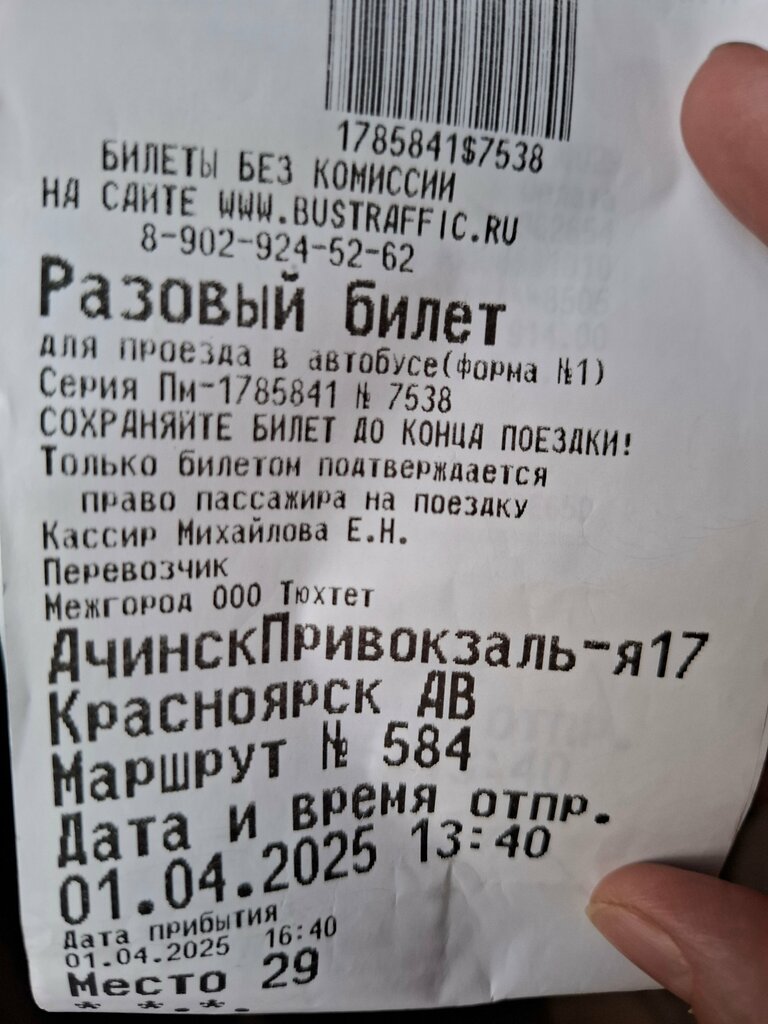 1785841$7538
БИЛЕТЫ БЕЗ КОМИССИИ
НА САЙТЕ WWW.BUSTRAFFIC.RU
8-902-924-52-62
Разовый билет
для проезда в автобусе(форма №1)
Серия Пм-1785841 № 7538
СОХРАНЯЙТЕ БИЛЕТ ДО КОНЦА ПОЕЗДКИ!
Только билетом подтверждается
право пассажира на поездку
Кассир Михайлова Е.Н.
Перевозчик
Межгород ООО Тюхтет
АчинскПривокзаль-я17
Красноярск АВ
Маршрут № 584
Дата и время отпр.
01.04.2025 13:40
Дата прибытия
01.04.2025 16:40
Место 29
* *.*.